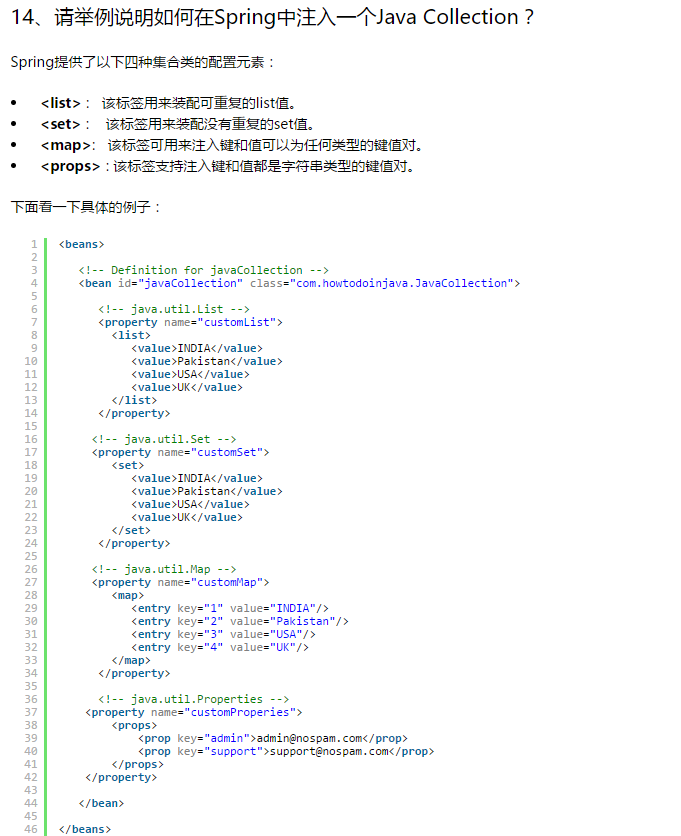 14、请举例说明如何在Spring中注入一个Java Collection？
Spring提供了以下四种集合类的配置元素：
• <list> :   该标签用来装配可重复的list值。
• <set> :    该标签用来装配没有重复的set值。
• <map>:   该标签可用来注入键和值可以为任何类型的键值对。
• <props> : 该标签支持注入键和值都是字符串类型的键值对。
下面看一下具体的例子：
1 <beans>
2
3    <!-- Definition for javaCollection -->
4    <bean id="javaCollection" class="com.howtodoinjava.JavaCollection">
5
6       <!-- java.util.List -->
7       <property name="customList">
8         <list>
9            <value>INDIA</value>
10            <value>Pakistan</value>
11            <value>USA</value>
12            <value>UK</value>
13         </list>
14       </property>
15
16      <!-- java.util.Set -->
17      <property name="customSet">
18         <set>
19            <value>INDIA</value>
20            <value>Pakistan</value>
21            <value>USA</value>
22            <value>UK</value>
23         </set>
24       </property>
25
26      <!-- java.util.Map -->
27      <property name="customMap">
28         <map>
29            <entry key="1" value="INDIA"/>
30            <entry key="2" value="Pakistan"/>
31            <entry key="3" value="USA"/>
32            <entry key="4" value="UK"/>
33         </map>
34       </property>
35
36       <!-- java.util.Properties -->
37     <property name="customProperies">
38         <props>
39             <prop key="admin">admin@nospam.com</prop>
40             <prop key="support">support@nospam.com</prop>
41         </props>
42     </property>
43
44    </bean>
45
46 </beans>